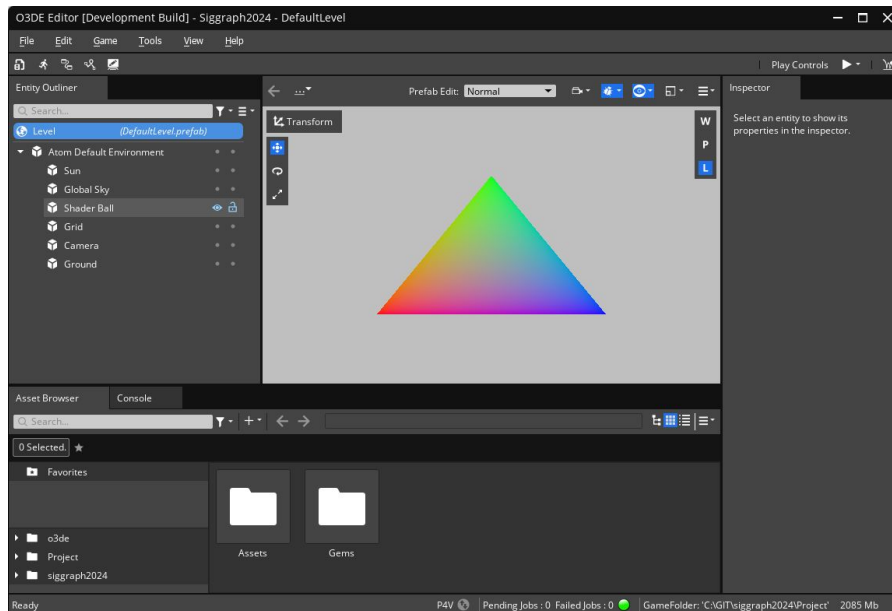 O3DE Editor [Development Build] - Siggraph2024 - DefaultLevel
File Edit Game Tools View Help
Play Controls
Entity Outliner
Search...
Level (DefaultLevel.prefab)
Atom Default Environment
Sun
Global Sky
Shader Ball
Grid
Camera
Ground
... Prefab Edit: Normal
Transform
W
P
L
Inspector
Select an entity to show its
properties in the inspector.
Asset Browser Console
Search...
0 Selected.
Favorites
o3de
Project
siggraph2024
Assets Gems
Ready P4V Pending Jobs : 0 Failed Jobs : 0 GameFolder: 'C:\GIT\siggraph2024\Project' 2085 Mb